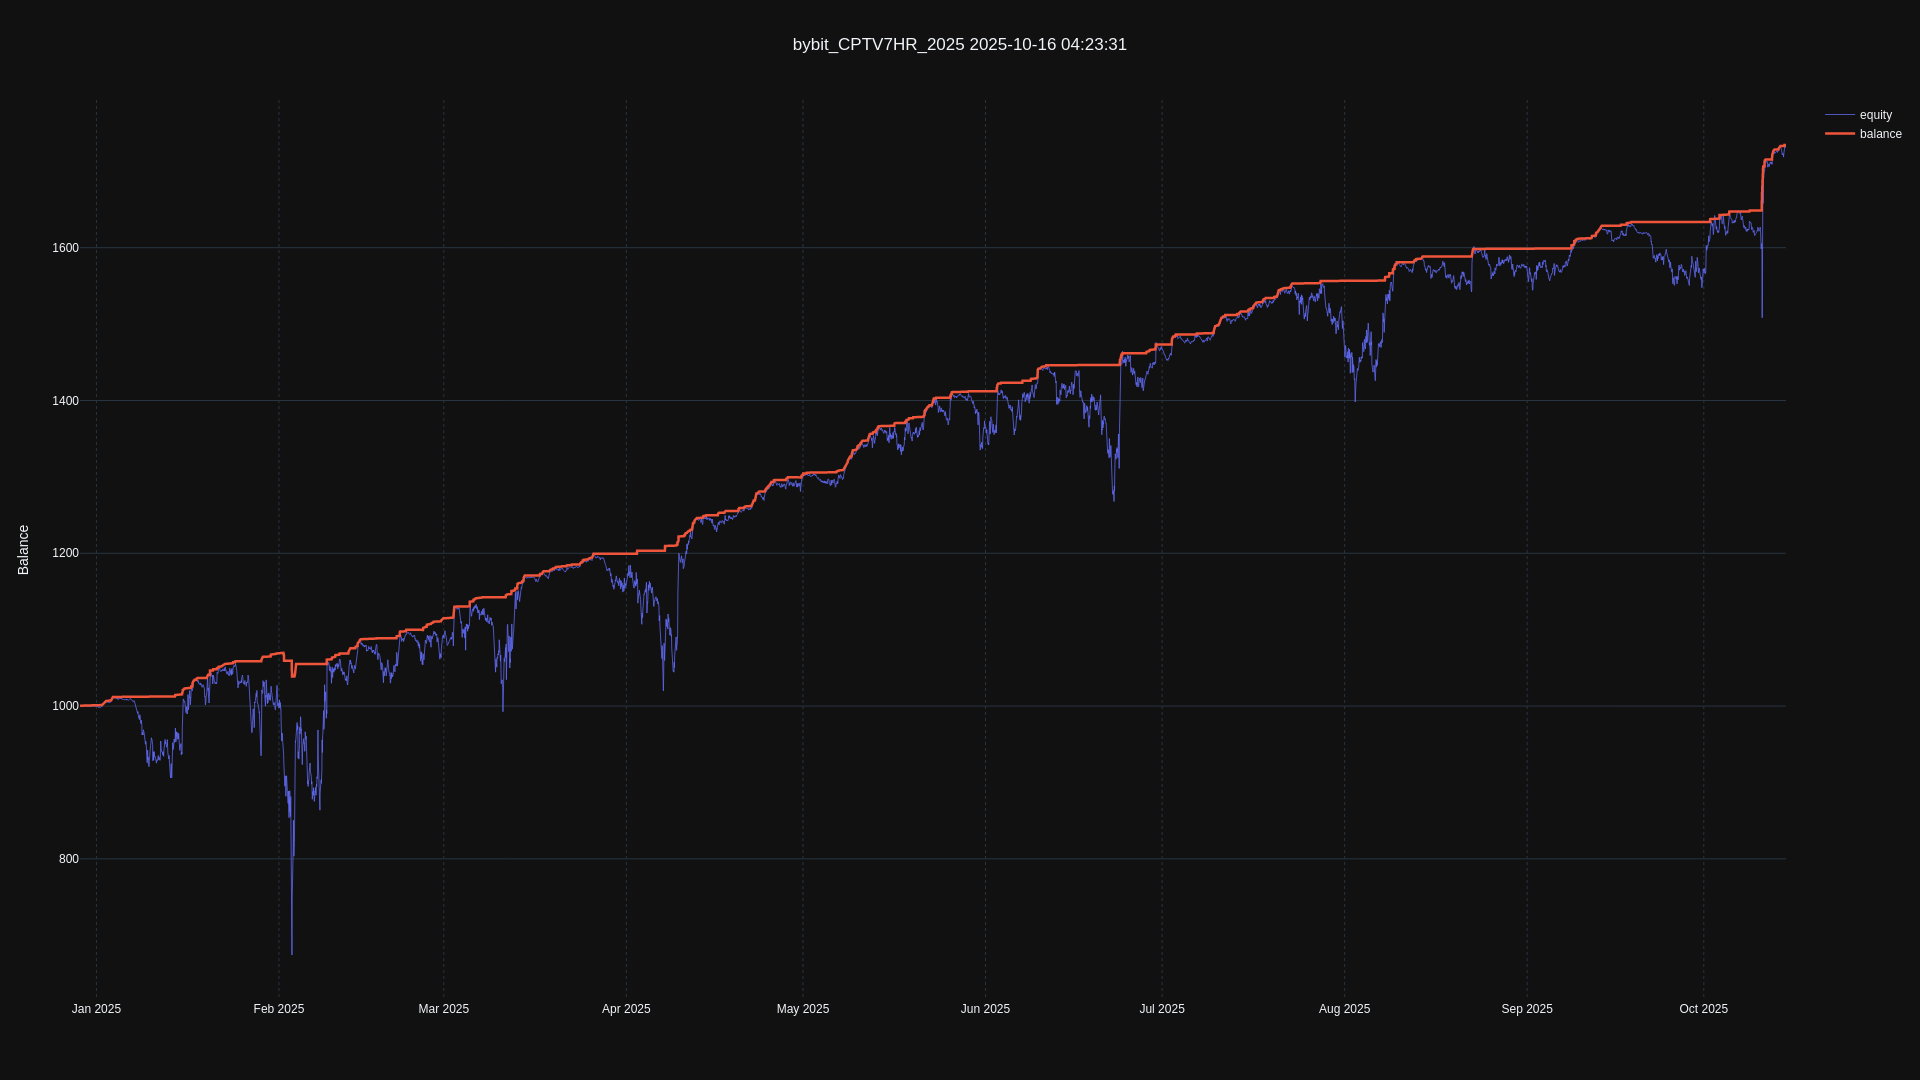 bybit_CPTV7HR_2025 2025-10-16 04:23:31
equity
balance
1600
1400
1200
1000
800
Balance
Jan 2025
Feb 2025
Mar 2025
Apr 2025
May 2025
Jun 2025
Jul 2025
Aug 2025
Sep 2025
Oct 2025